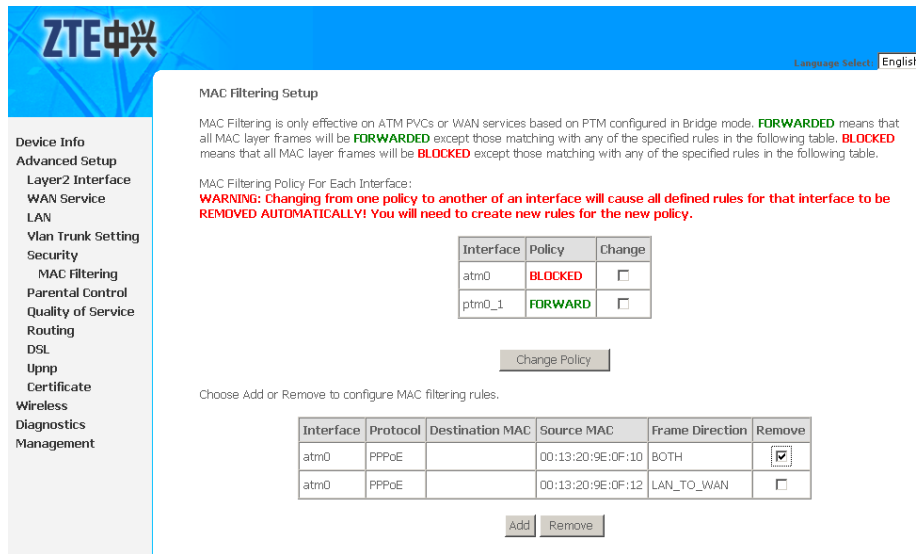 ZTE中兴
Language Select: English
MAC Filtering Setup
MAC Filtering is only effective on ATM PVCs or WAN services based on PTM configured in Bridge mode. FORWARDED means that
all MAC layer frames will be FORWARDED except those matching with any of the specified rules in the following table. BLOCKED
means that all MAC layer frames will be BLOCKED except those matching with any of the specified rules in the following table.
MAC Filtering Policy For Each Interface:
WARNING: Changing from one policy to another of an interface will cause all defined rules for that interface to be
REMOVED AUTOMATICALLY! You will need to create new rules for the new policy.
Interface Policy Change
atm0 BLOCKED
ptm0_1 FORWARD
Change Policy
Choose Add or Remove to configure MAC filtering rules.
Interface Protocol Destination MAC Source MAC Frame Direction Remove
atm0 PPPoE 00:13:20:9E:0F:10 BOTH
atm0 PPPoE 00:13:20:9E:0F:12 LAN_TO_WAN
Add Remove
Device Info
Advanced Setup
Layer2 Interface
WAN Service
LAN
Vlan Trunk Setting
Security
MAC Filtering
Parental Control
Quality of Service
Routing
DSL
Upnp
Certificate
Wireless
Diagnostics
Management